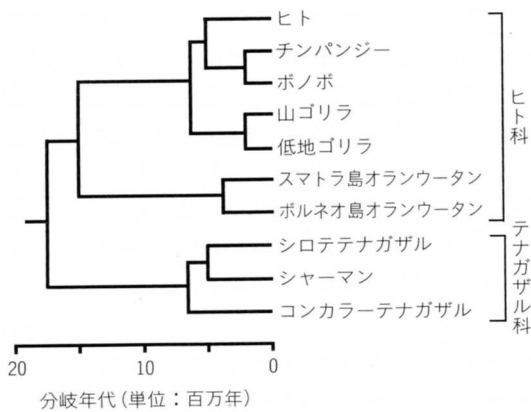 ヒト
チンパンジー
ボノボ
山ゴリラ
低地ゴリラ
スマトラ島オランウータン
ボルネオ島オランウータン
ヒト科
シロテテナガザル
シャーマン
コンカラーテナガザル
テナガザル科
20
10
0
分岐年代(単位：百万年)